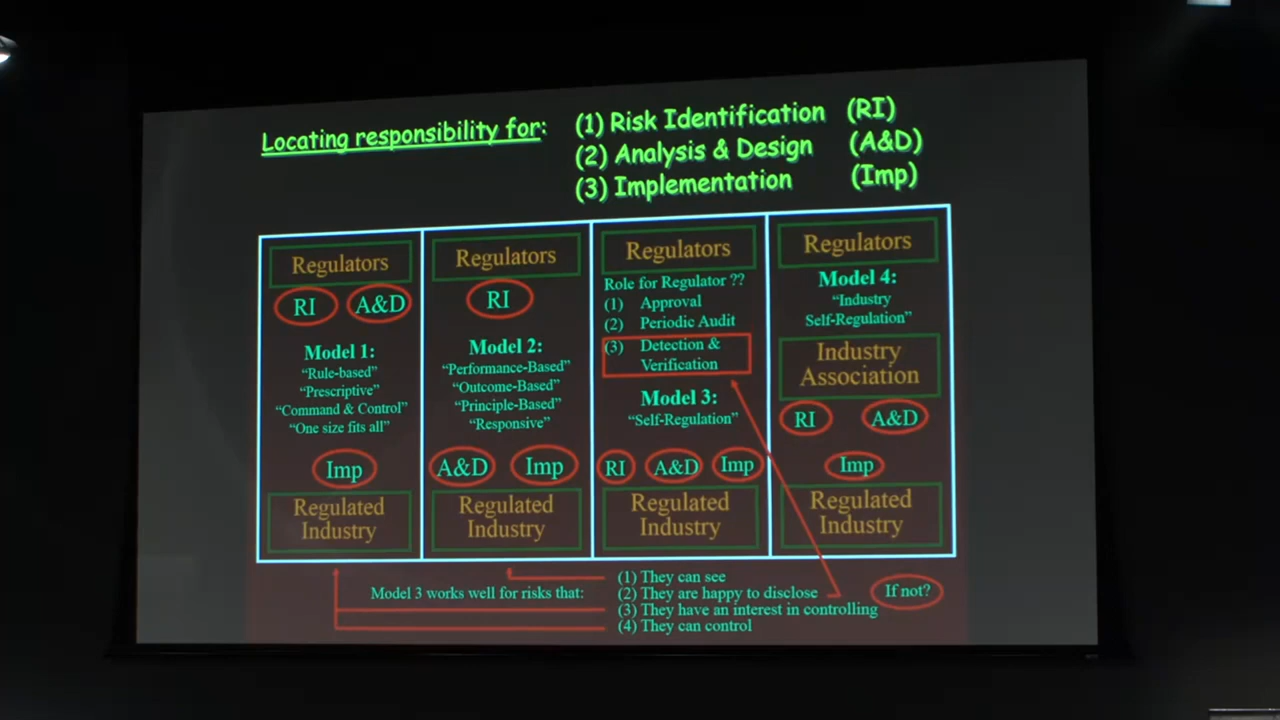 Locating responsibility for:
(1) Risk Identification (RI)
(2) Analysis & Design (A&D)
(3) Implementation (Imp)
Regulators
RI A&D
Model 1:
“Rule-based”
“Prescriptive”
“Command & Control”
“One size fits all”
Imp
Regulated
Industry
Regulators
RI
Model 2:
“Performance-Based”
“Outcome-Based”
“Principle-Based”
“Responsive”
A&D Imp
Regulated
Industry
Regulators
Role for Regulator ??
(1) Approval
(2) Periodic Audit
(3) Detection &
Verification
Model 3:
“Self-Regulation”
RI A&D Imp
Regulated
Industry
Regulators
Model 4:
“Industry
Self-Regulation”
Industry
Association
RI A&D
Imp
Regulated
Industry
Model 3 works well for risks that:
(1) They can see
(2) They are happy to disclose
(3) They have an interest in controlling
(4) They can control
If not?